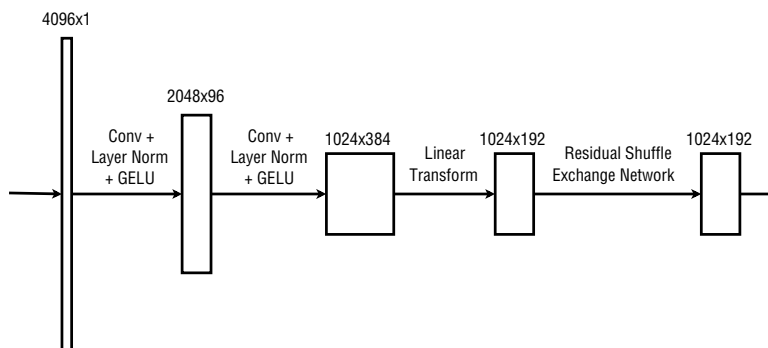 4096x1
2048x96
Conv +
Layer Norm
+ GELU
Conv +
Layer Norm
+ GELU
1024x384
Linear
Transform
1024x192
Residual Shuffle
Exchange Network
1024x192